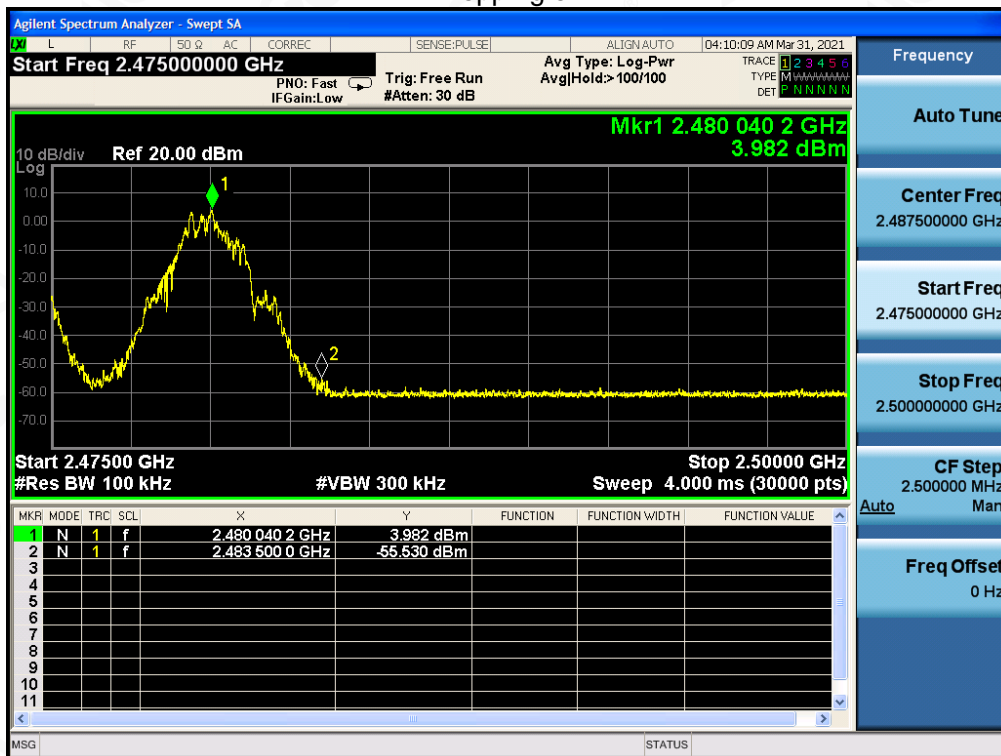 Agilent Spectrum Analyzer - Swept SA
LXI L RF 50 Ω AC CORREC SENSE:PULSE ALIGN AUTO 04:10:09 AM Mar 31, 2021
Start Freq 2.475000000 GHz
PNO: Fast
IFGain:Low
Trig: Free Run
#Atten: 30 dB
Avg Type: Log-Pwr
Avg|Hold:>100/100
TRACE 1 2 3 4 5 6
TYPE M
DET P N N N N N
Mkr1 2.480 040 2 GHz
3.982 dBm
10 dB/div Ref 20.00 dBm
Log
10.0
0.00
-10.0
-20.0
-30.0
-40.0
-50.0
-60.0
-70.0
1
2
Start 2.47500 GHz Stop 2.50000 GHz
#Res BW 100 kHz #VBW 300 kHz Sweep 4.000 ms (30000 pts)
MKR MODE TRC SCL X Y FUNCTION FUNCTION WIDTH FUNCTION VALUE
1 N 1 f 2.480 040 2 GHz 3.982 dBm
2 N 1 f 2.483 500 0 GHz -55.530 dBm
3
4
5
6
7
8
9
10
11
MSG STATUS
Frequency
Auto Tune
Center Freq
2.487500000 GHz
Start Freq
2.475000000 GHz
Stop Freq
2.500000000 GHz
CF Step
2.500000 MHz
Auto Man
Freq Offset
0 Hz